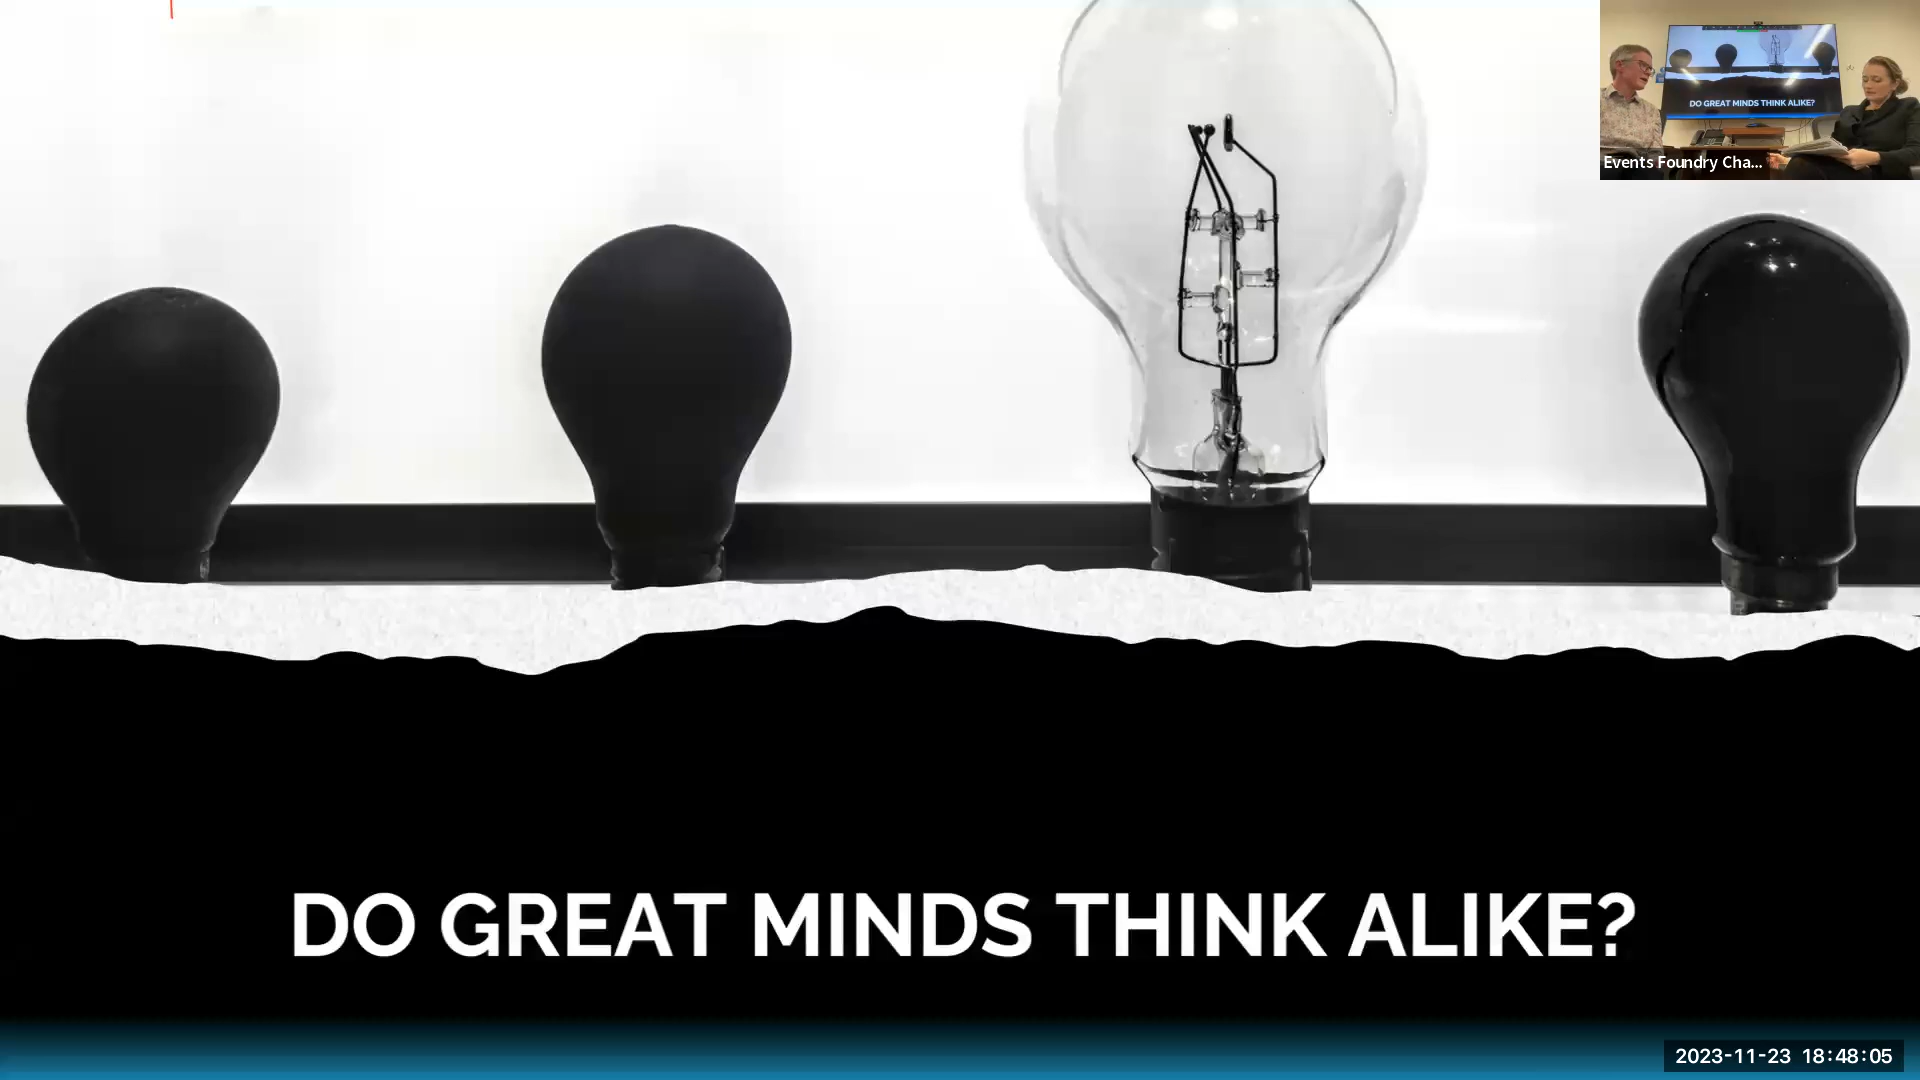 DO GREAT MINDS THINK ALIKE?
Events Foundry Cha...
DO GREAT MINDS THINK ALIKE?
2023-11-23 18:48:05